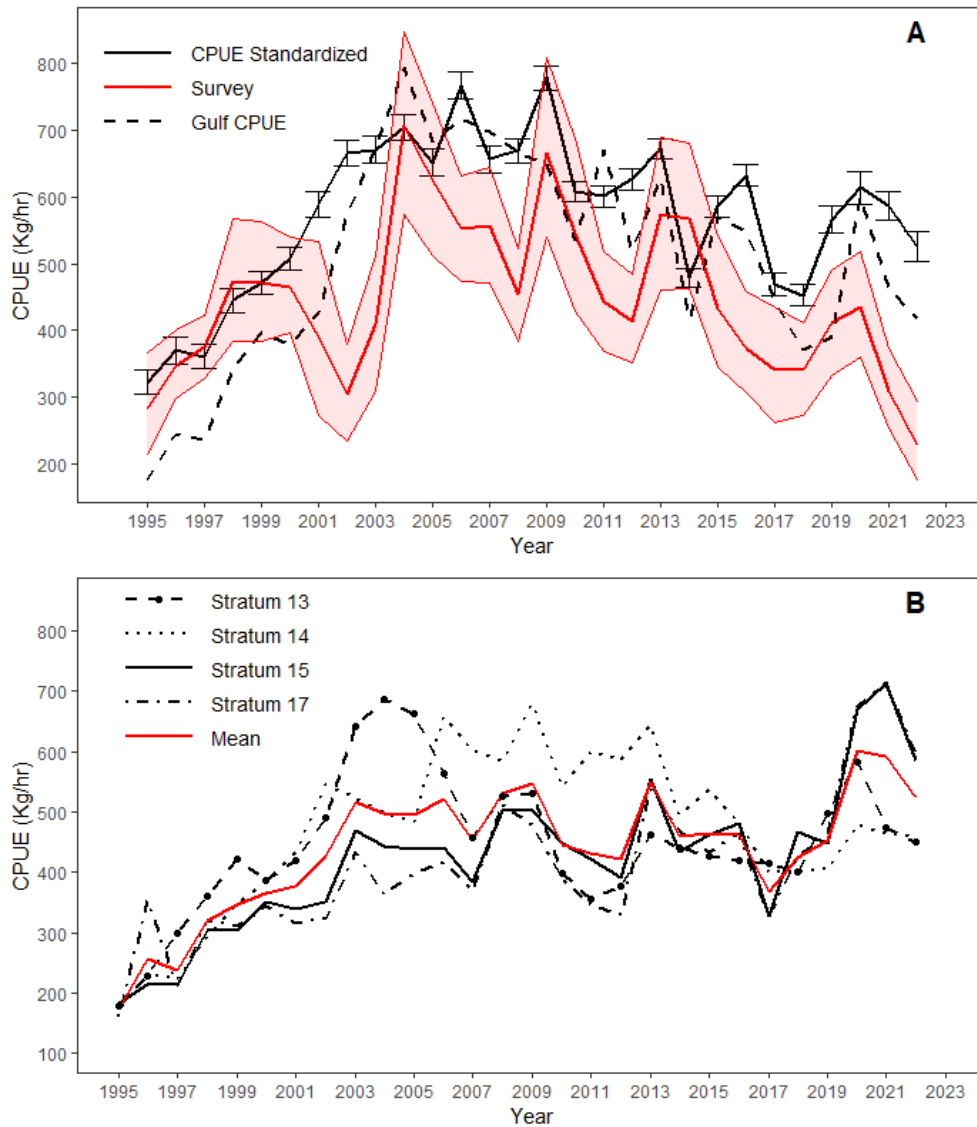 A
CPUE Standardized
Survey
Gulf CPUE
800
700
600
500
400
300
200
CPUE (Kg/hr)
1995 1997 1999 2001 2003 2005 2007 2009 2011 2013 2015 2017 2019 2021 2023
Year
B
Stratum 13
Stratum 14
Stratum 15
Stratum 17
Mean
800
700
600
500
400
300
200
100
CPUE (Kg/hr)
1995 1997 1999 2001 2003 2005 2007 2009 2011 2013 2015 2017 2019 2021 2023
Year